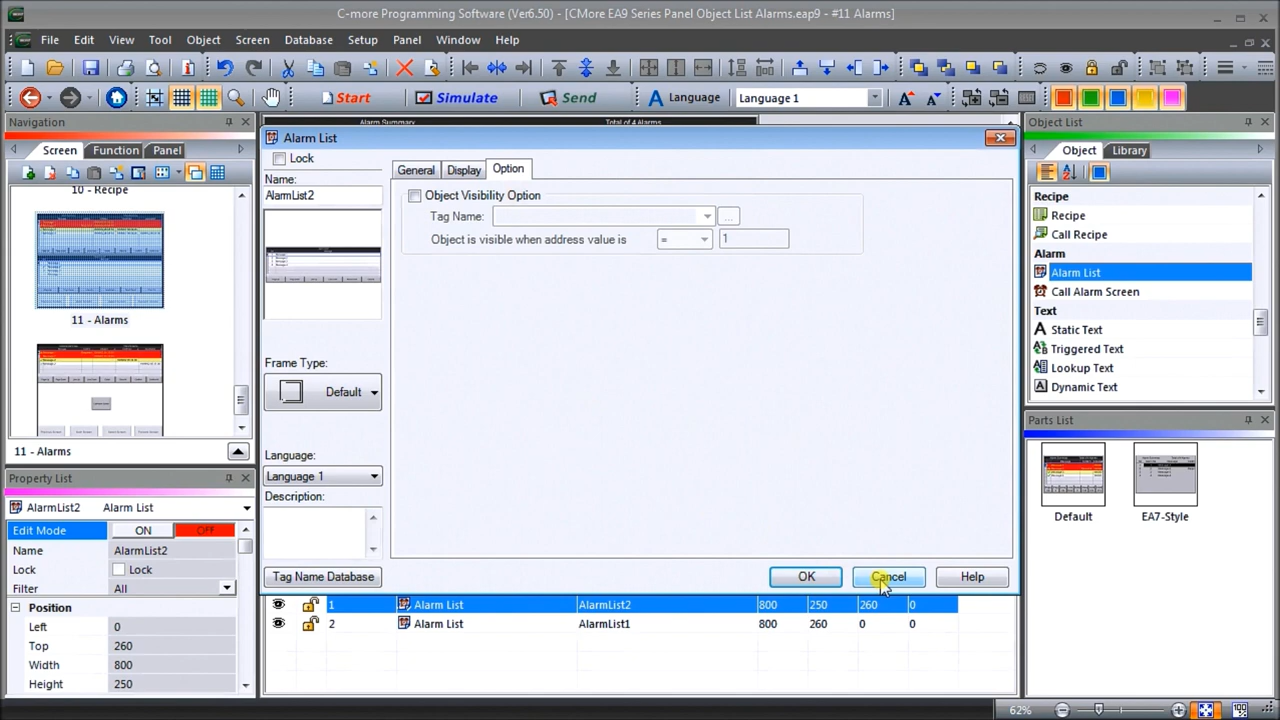 C-more Programming Software (Ver6.50) - [CMore EA9 Series Panel Object List Alarms.eap9 - #11 Alarms]
File Edit View Tool Object Screen Database Setup Panel Window Help
Start Simulate Send Language Language 1
Navigation
Screen Function Panel
10 - Recipe
11 - Alarms
11 - Alarms
Property List
AlarmList2 Alarm List
Edit Mode ON OFF
Name AlarmList2
Lock Lock
Filter All
Position
Left 0
Top 260
Width 800
Height 250
Alarm Summary Total of 4 Alarms
Alarm List
Lock
Name:
AlarmList2
Frame Type:
Default
Language:
Language 1
Description:
Tag Name Database
General Display Option
Object Visibility Option
Tag Name: ...
Object is visible when address value is = 1
OK Cancel Help
1 Alarm List AlarmList2 800 250 260 0
2 Alarm List AlarmList1 800 260 0 0
Object List
Object Library
Recipe
Recipe
Call Recipe
Alarm
Alarm List
Call Alarm Screen
Text
Static Text
Triggered Text
Lookup Text
Dynamic Text
Parts List
Default EA7-Style
62%